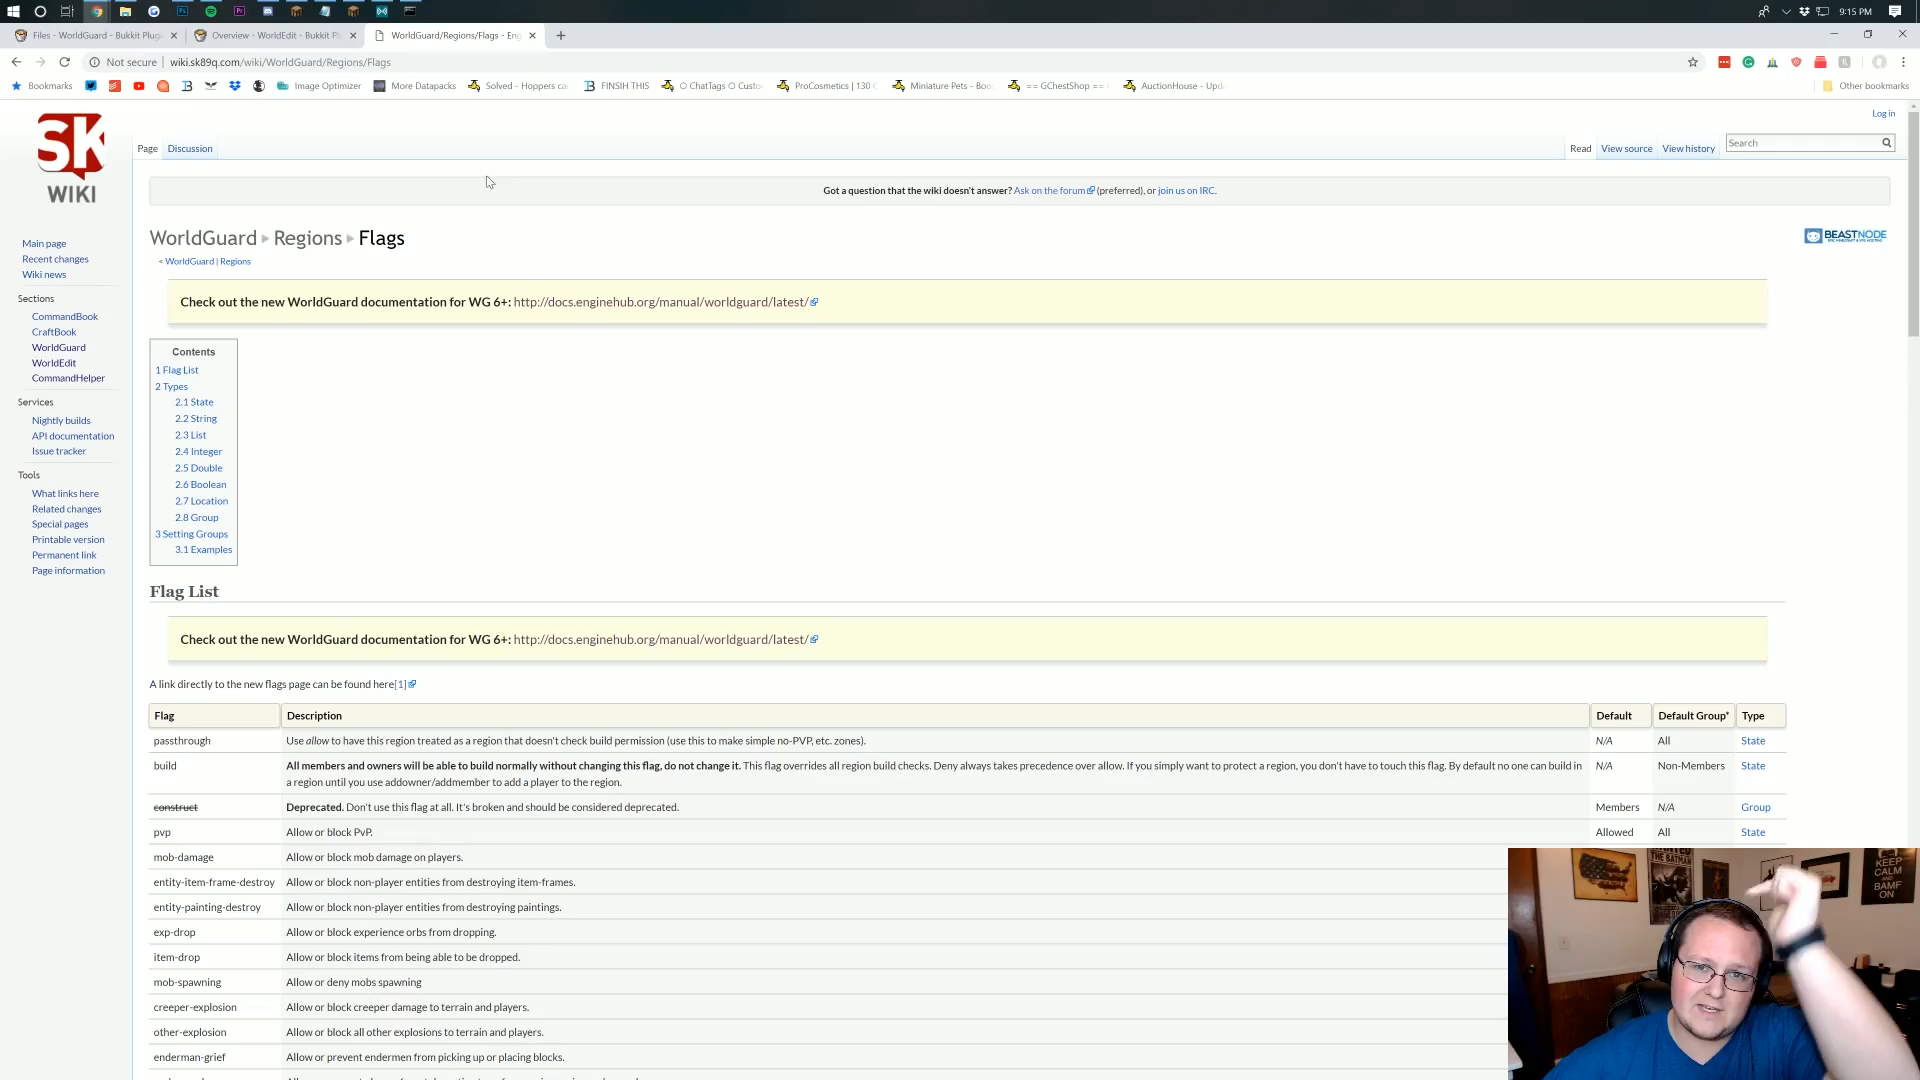 9:15 PM
Files - WorldGuard - Bukkit Plug
Overview - WorldEdit - Bukkit Pl
WorldGuard/Regions/Flags - Eng
Not secure | wiki.sk89q.com/wiki/WorldGuard/Regions/Flags
Bookmarks
Image Optimizer
More Datapacks
Solved - Hoppers ca
FINSIH THIS
O ChatTags O Custo
ProCosmetics | 130
Miniature Pets - Boo
== GChestShop ==
AuctionHouse - Upd
Other bookmarks
SK
WIKI
Log in
Page
Discussion
Read
View source
View history
Search
Got a question that the wiki doesn't answer? Ask on the forum (preferred), or join us on IRC.
WorldGuard ▸ Regions ▸ Flags
< WorldGuard | Regions
BEASTNODE
Main page
Recent changes
Wiki news
Sections
CommandBook
CraftBook
WorldGuard
WorldEdit
CommandHelper
Services
Nightly builds
API documentation
Issue tracker
Tools
What links here
Related changes
Special pages
Printable version
Permanent link
Page information
Check out the new WorldGuard documentation for WG 6+: http://docs.enginehub.org/manual/worldguard/latest/
Contents
1 Flag List
2 Types
2.1 State
2.2 String
2.3 List
2.4 Integer
2.5 Double
2.6 Boolean
2.7 Location
2.8 Group
3 Setting Groups
3.1 Examples
Flag List
Check out the new WorldGuard documentation for WG 6+: http://docs.enginehub.org/manual/worldguard/latest/
A link directly to the new flags page can be found here[1]
Flag Description Default Default Group* Type
passthrough Use allow to have this region treated as a region that doesn't check build permission (use this to make simple no-PVP, etc. zones). N/A All State
build All members and owners will be able to build normally without changing this flag, do not change it. This flag overrides all region build checks. Deny always takes precedence over allow. If you simply want to protect a region, you don't have to touch this flag. By default no one can build in N/A Non-Members State
a region until you use addowner/addmember to add a player to the region.
construct Deprecated. Don't use this flag at all. It's broken and should be considered deprecated. Members N/A Group
pvp Allow or block PvP. Allowed All State
mob-damage Allow or block mob damage on players.
entity-item-frame-destroy Allow or block non-player entities from destroying item-frames.
entity-painting-destroy Allow or block non-player entities from destroying paintings.
exp-drop Allow or block experience orbs from dropping.
item-drop Allow or block items from being able to be dropped.
mob-spawning Allow or deny mobs spawning
creeper-explosion Allow or block creeper damage to terrain and players.
other-explosion Allow or block all other explosions to terrain and players.
enderman-grief Allow or prevent endermen from picking up or placing blocks.
THE BATMAN
KEEP
CALM
AND
BAMF
ON